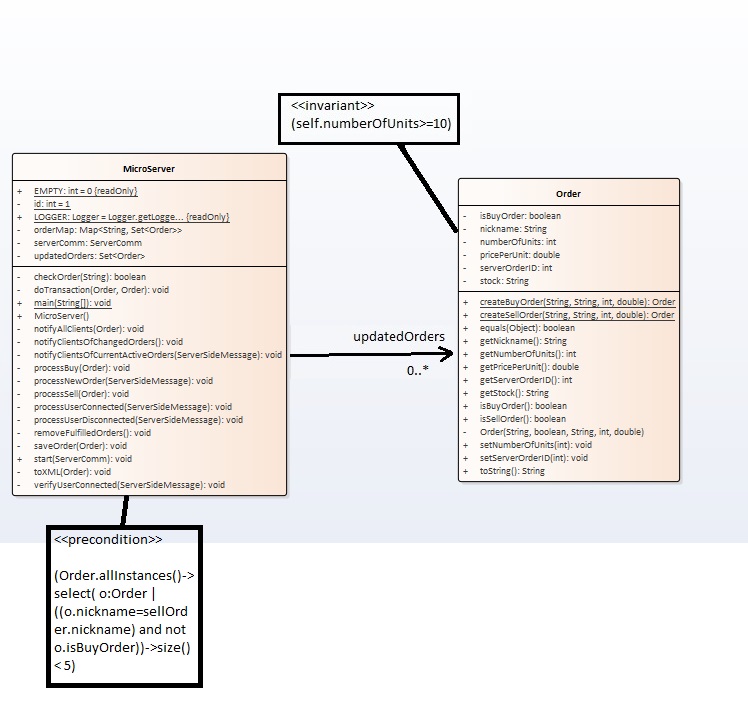 <<invariant>>
(self.numberOfUnits>=10)
MicroServer
+ EMPTY: int = 0 {readOnly}
- id: int = 1
+ LOGGER: Logger = Logger.getLogge... {readOnly}
- orderMap: Map<String, Set<Order>>
- serverComm: ServerComm
- updatedOrders: Set<Order>
- checkOrder(String): boolean
- doTransaction(Order, Order): void
+ main(String[]): void
+ MicroServer()
- notifyAllClients(Order): void
- notifyClientsOfChangedOrders(): void
- notifyClientsOfCurrentActiveOrders(ServerSideMessage): void
- processBuy(Order): void
- processNewOrder(ServerSideMessage): void
- processSell(Order): void
- processUserConnected(ServerSideMessage): void
- processUserDisconnected(ServerSideMessage): void
- removeFulfilledOrders(): void
- saveOrder(Order): void
+ start(ServerComm): void
- toXML(Order): void
- verifyUserConnected(ServerSideMessage): void
updatedOrders
0..*
Order
- isBuyOrder: boolean
- nickname: String
- numberOfUnits: int
- pricePerUnit: double
- serverOrderID: int
- stock: String
+ createBuyOrder(String, String, int, double): Order
+ createSellOrder(String, String, int, double): Order
+ equals(Object): boolean
+ getNickname(): String
+ getNumberOfUnits(): int
+ getPricePerUnit(): double
+ getServerOrderID(): int
+ getStock(): String
+ isBuyOrder(): boolean
+ isSellOrder(): boolean
- Order(String, boolean, String, int, double)
+ setNumberOfUnits(int): void
+ setServerOrderID(int): void
+ toString(): String
<<precondition>>
(Order.allInstances()->
select( o:Order |
((o.nickname=sellOrd
er.nickname) and not
o.isBuyOrder))->size()
< 5)